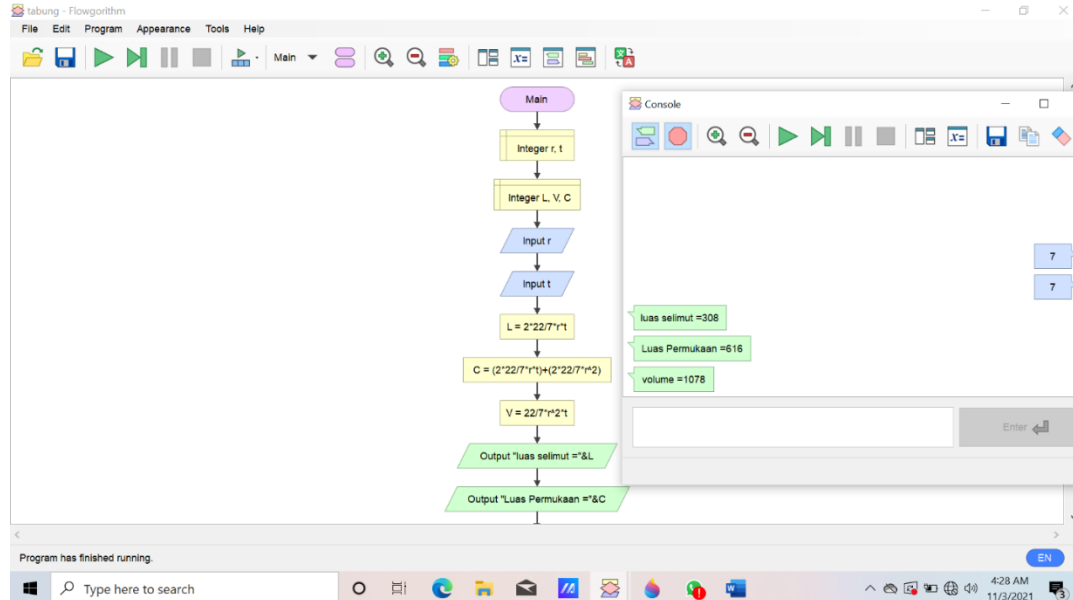 tabung - Flowgorithm
File Edit Program Appearance Tools Help
Main
Main
Integer r, t
Integer L, V, C
Input r
Input t
L = 2*22/7*r*t
C = (2*22/7*r*t)+(2*22/7*r^2)
V = 22/7*r^2*t
Output "luas selimut ="&L
Output "Luas Permukaan ="&C
Console
7
7
luas selimut =308
Luas Permukaan =616
volume =1078
Enter
Program has finished running.
EN
Type here to search
4:28 AM
11/3/2021